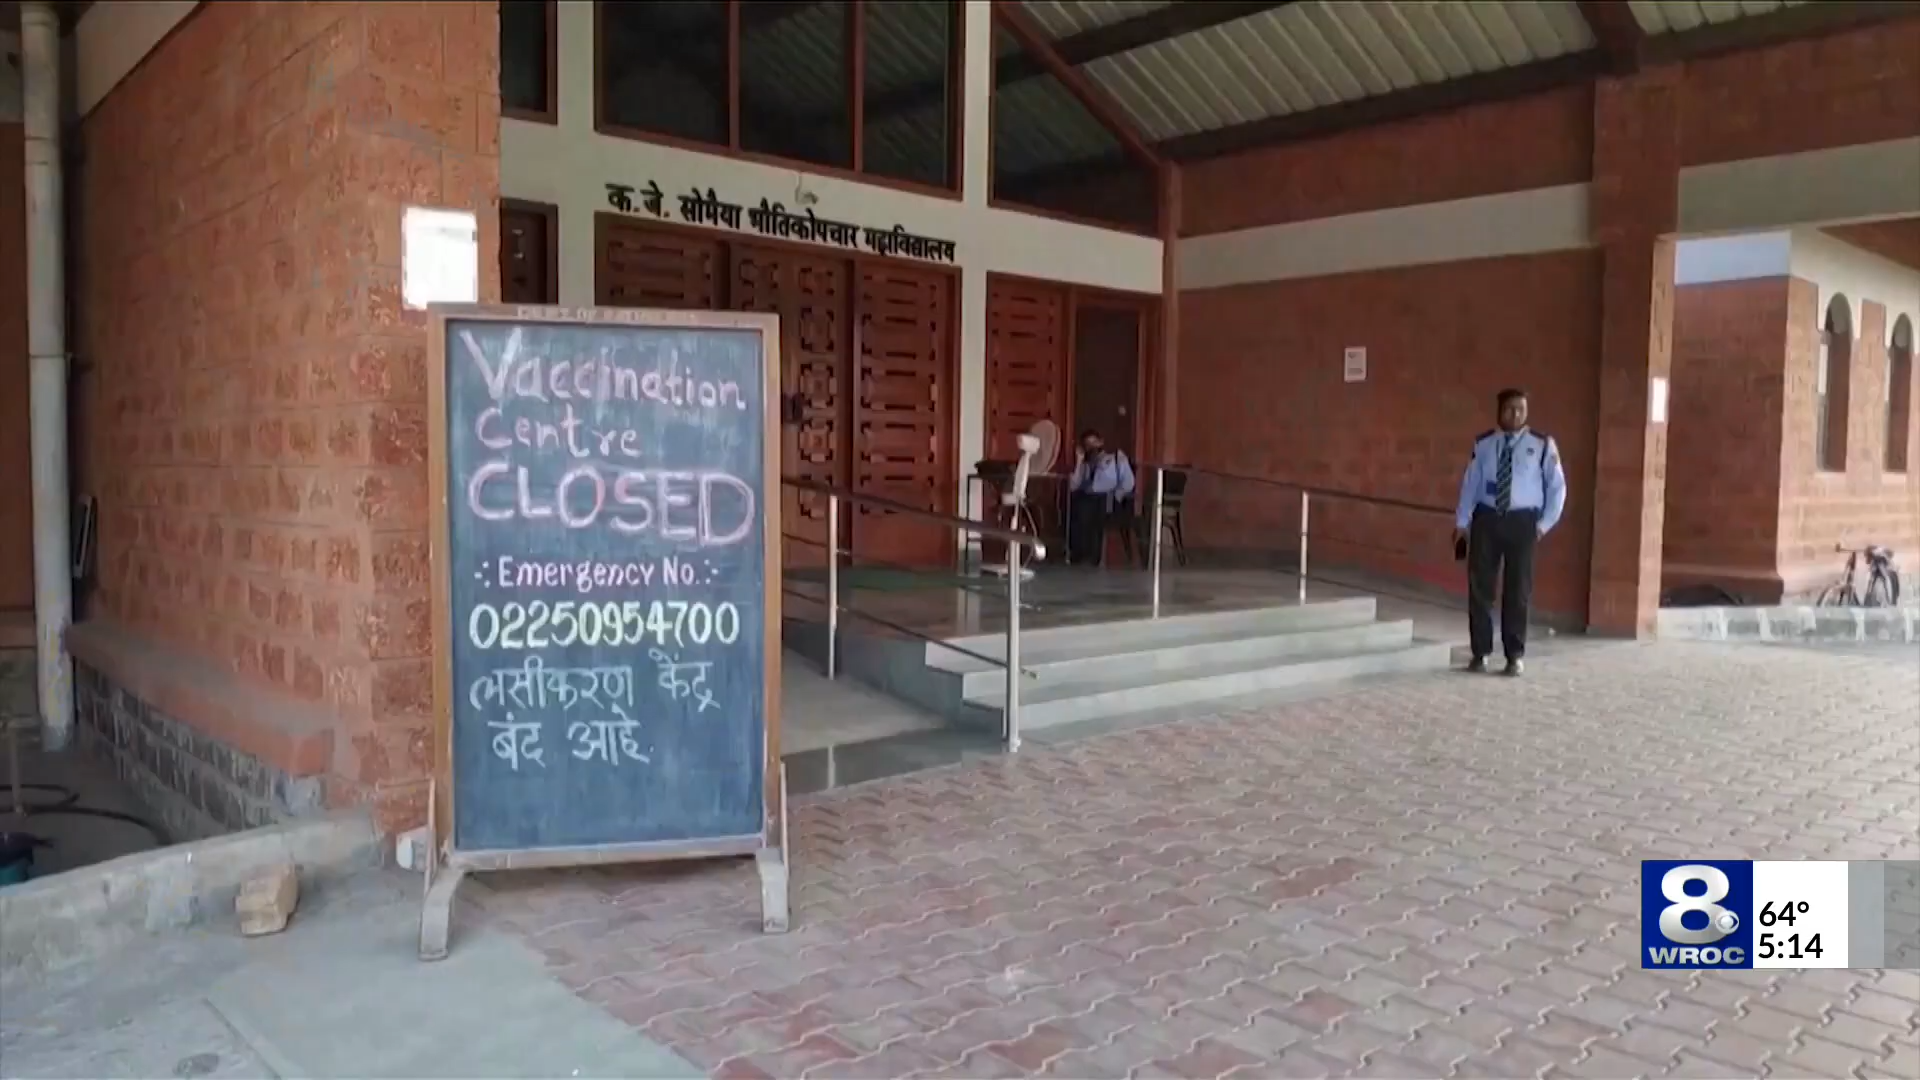 क. जे. सोमैया भौतिकोपचार महाविद्यालय
Vaccination
Centre
CLOSED
-: Emergency No. :-
02250954700
लसीकरण केंद्र
बंद आहे.
8
WROC
64°
5:14